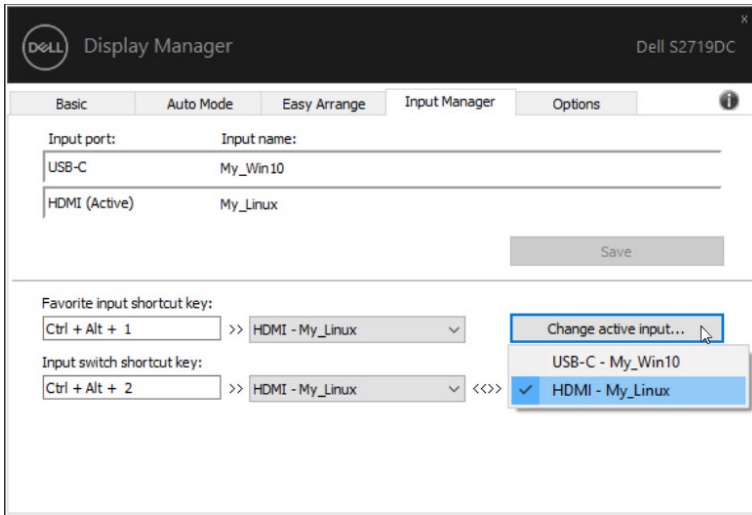 x
DELL Display Manager Dell S2719DC
Basic Auto Mode Easy Arrange Input Manager Options i
Input port: Input name:
USB-C My_Win10
HDMI (Active) My_Linux
Save
Favorite input shortcut key:
Ctrl + Alt + 1 >> HDMI - My_Linux Change active input...
Input switch shortcut key:
USB-C - My_Win10
Ctrl + Alt + 2 >> HDMI - My_Linux <<>> ✓ HDMI - My_Linux